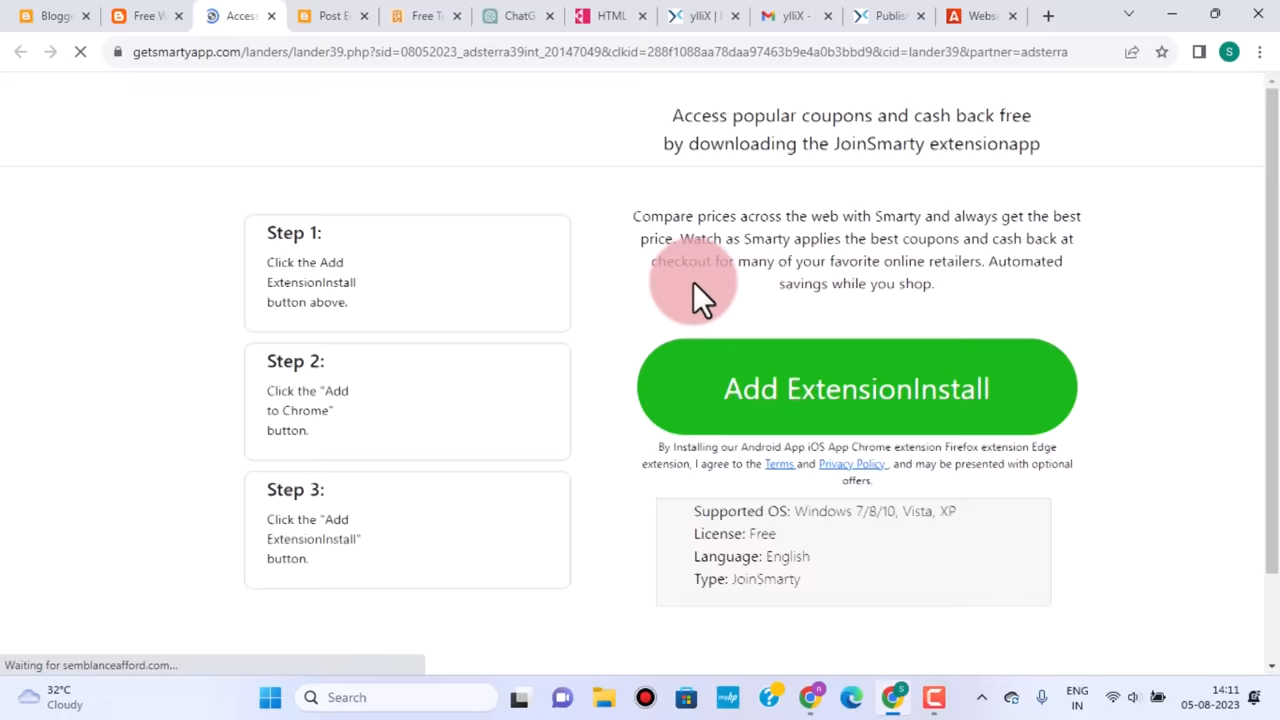 Blogge
Free W
Acces
Post E
Free T
ChatG
HTML
ylliX | I
ylliX -
Publis
Websi
getsmartyapp.com/landers/lander39.php?sid=08052023_adsterra39int_20147049&clkid=288f1088aa78daa97463b9e4a0b3bbd9&cid=lander39&partner=adsterra
S
Access popular coupons and cash back free
by downloading the JoinSmarty extensionapp
Compare prices across the web with Smarty and always get the best
price. Watch as Smarty applies the best coupons and cash back at
checkout for many of your favorite online retailers. Automated
savings while you shop.
Step 1:
Click the Add
ExtensionInstall
button above.
Step 2:
Click the "Add
to Chrome"
button.
Step 3:
Click the "Add
ExtensionInstall"
button.
Add ExtensionInstall
By Installing our Android App iOS App Chrome extension Firefox extension Edge
extension, I agree to the Terms and Privacy Policy , and may be presented with optional
offers.
Supported OS: Windows 7/8/10, Vista, XP
License: Free
Language: English
Type: JoinSmarty
Waiting for semblanceafford.com...
32°C
Cloudy
Search
ENG
IN
14:11
05-08-2023